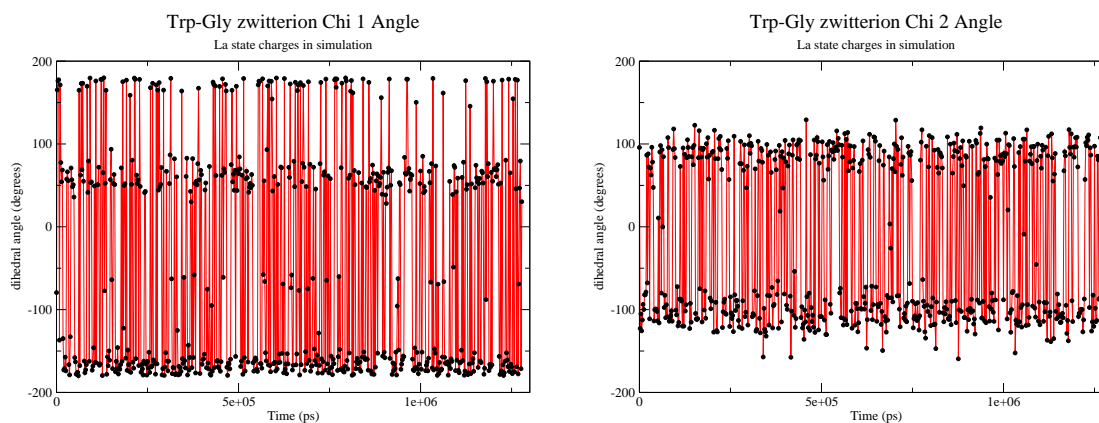 Trp-Gly zwitterion Chi 1 Angle
La state charges in simulation
200
100
0
-100
-200
dihedral angle (degrees)
0
5e+05
1e+06
Time (ps)
Trp-Gly zwitterion Chi 2 Angle
La state charges in simulation
200
100
0
-100
-200
dihedral angle (degrees)
0
5e+05
1e+06
Time (ps)